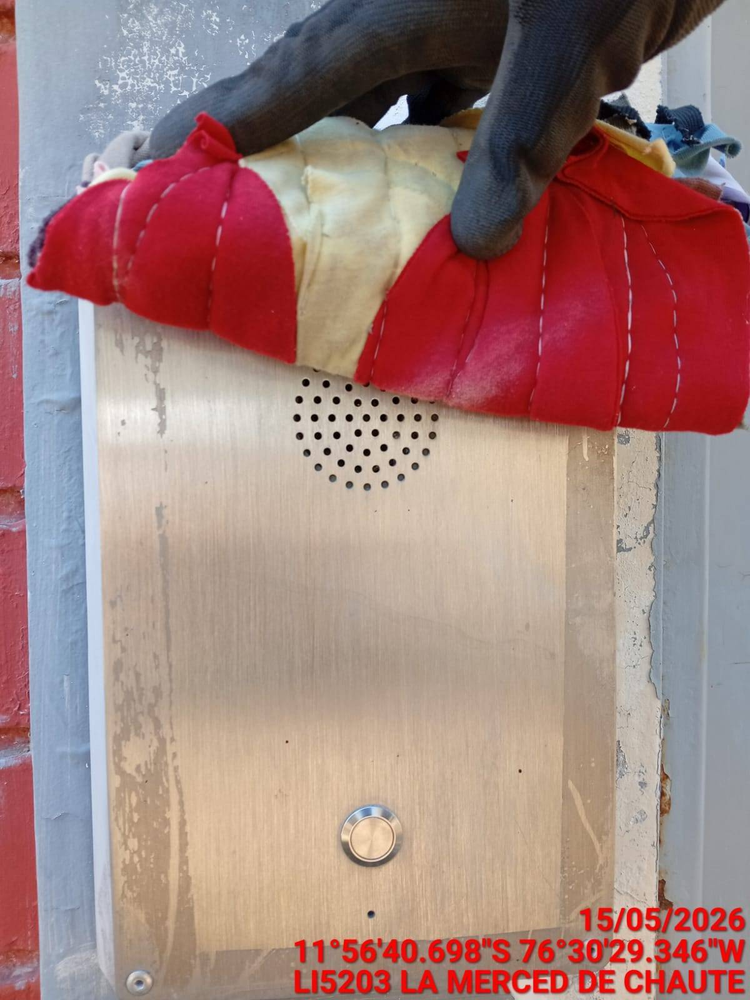 15/05/2026
11°56'40.698"S 76°30'29.346"W
LI5203 LA MERCED DE CHAUTE